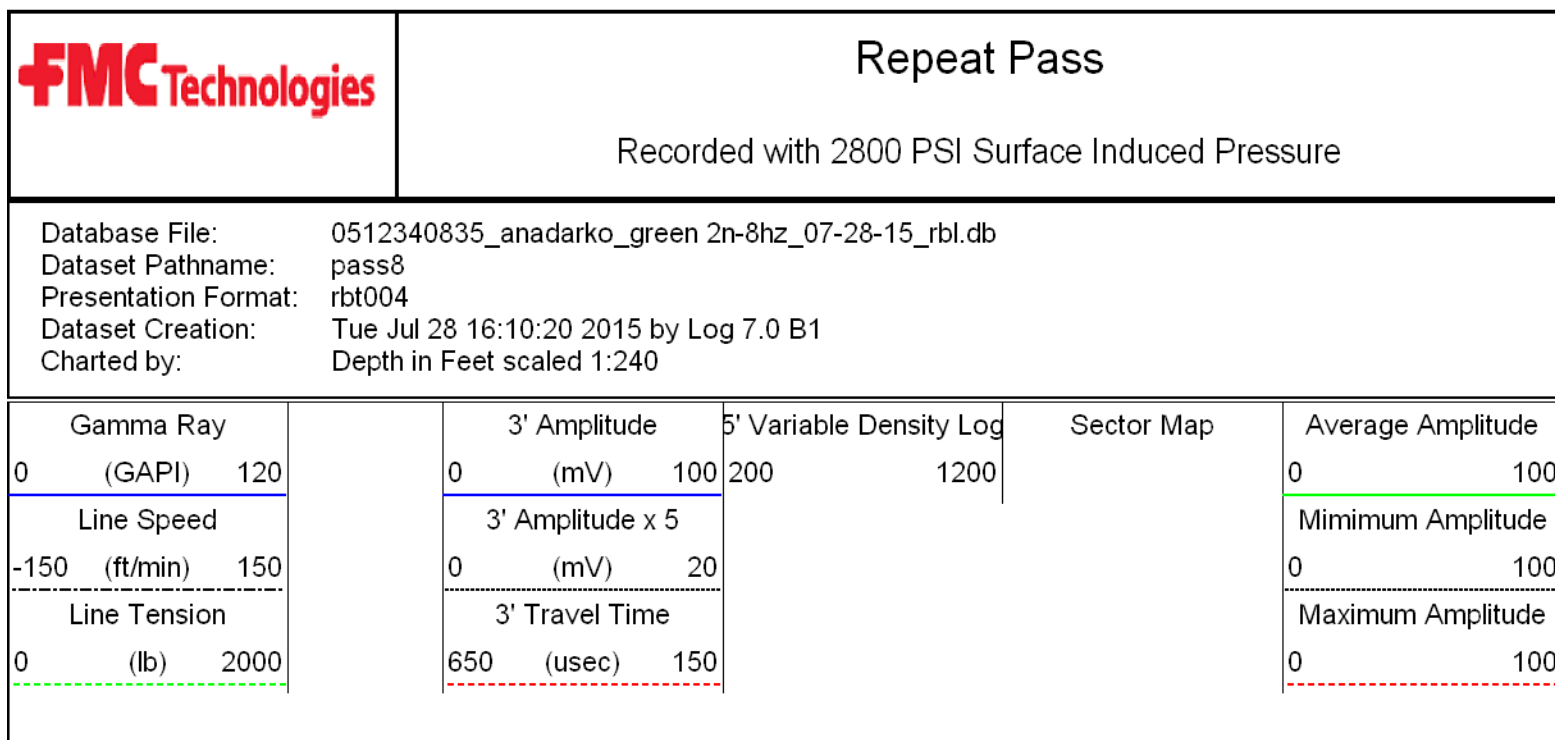 FMC Technologies
Repeat Pass
Recorded with 2800 PSI Surface Induced Pressure
Database File: 0512340835_anadarko_green 2n-8hz_07-28-15_rbl.db
Dataset Pathname: pass8
Presentation Format: rbt004
Dataset Creation: Tue Jul 28 16:10:20 2015 by Log 7.0 B1
Charted by: Depth in Feet scaled 1:240
Gamma Ray
0 (GAPI) 120
Line Speed
-150 (ft/min) 150
Line Tension
0 (lb) 2000
3' Amplitude
0 (mV) 100
3' Amplitude x 5
0 (mV) 20
3' Travel Time
650 (usec) 150
5' Variable Density Log
200 1200
Sector Map
Average Amplitude
0 100
Mimimum Amplitude
0 100
Maximum Amplitude
0 100